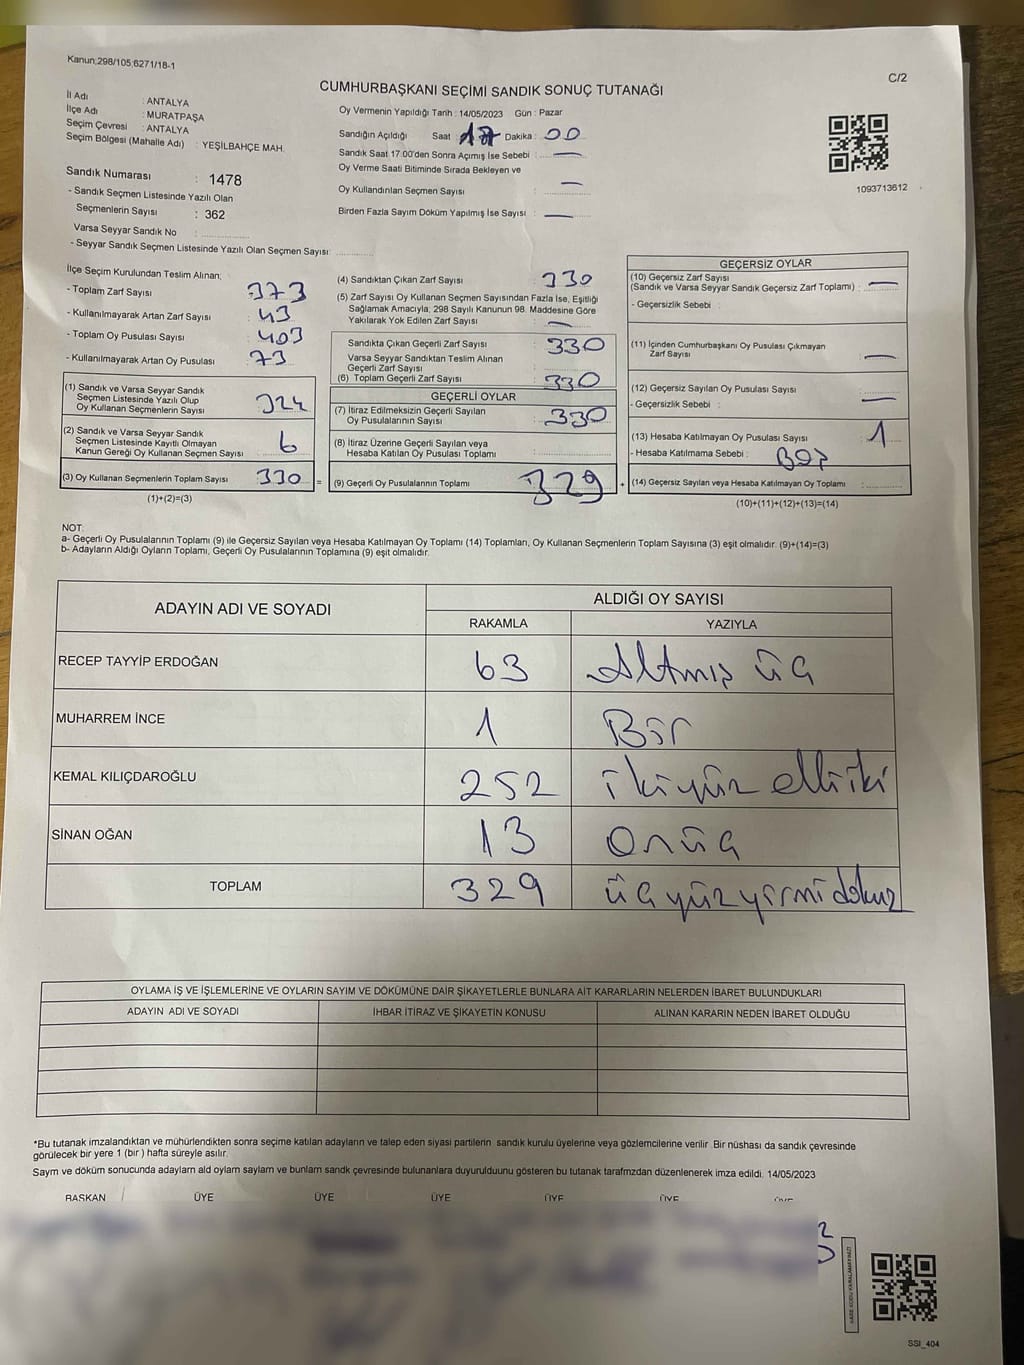 Kanun;298/105;6271/18-1
C/2
CUMHURBAŞKANI SEÇİMİ SANDIK SONUÇ TUTANAĞI
İl Adı : ANTALYA
İlçe Adı : MURATPAŞA
Seçim Çevresi : ANTALYA
Seçim Bölgesi (Mahalle Adı) : YEŞİLBAHÇE MAH.
Sandık Numarası : 1478
- Sandık Seçmen Listesinde Yazılı Olan
Seçmenlerin Sayısı : 362
Varsa Seyyar Sandık No :
- Seyyar Sandık Seçmen Listesinde Yazılı Olan Seçmen Sayısı:
Oy Vermenin Yapıldığı Tarih : 14/05/2023 Gün : Pazar
Sandığın Açıldığı Saat : 17 Dakika : 00
Sandık Saat 17:00'den Sonra Açımış İse Sebebi : —
Oy Verme Saati Bitiminde Sırada Bekleyen ve
Oy Kullandırılan Seçmen Sayısı : —
Birden Fazla Sayım Döküm Yapılmış İse Sayısı : —
1093713612
İlçe Seçim Kurulundan Teslim Alınan;
- Toplam Zarf Sayısı : 373
- Kullanılmayarak Artan Zarf Sayısı : 43
- Toplam Oy Pusulası Sayısı : 403
- Kullanılmayarak Artan Oy Pusulası : 73
(1) Sandık ve Varsa Seyyar Sandık
Seçmen Listesinde Yazılı Olup
Oy Kullanan Seçmenlerin Sayısı : 324
(2) Sandık ve Varsa Seyyar Sandık
Seçmen Listesinde Kayıtlı Olmayan
Kanun Gereği Oy Kullanan Seçmen Sayısı : 6
(3) Oy Kullanan Seçmenlerin Toplam Sayısı : 330 =
(1)+(2)=(3)
(4) Sandıktan Çıkan Zarf Sayısı : 330
(5) Zarf Sayısı Oy Kullanan Seçmen Sayısından Fazla İse, Eşitliği
Sağlamak Amacıyla; 298 Sayılı Kanunun 98. Maddesine Göre
Yakılarak Yok Edilen Zarf Sayısı : —
Sandıkta Çıkan Geçerli Zarf Sayısı : 330
Varsa Seyyar Sandıktan Teslim Alınan
Geçerli Zarf Sayısı :
(6) Toplam Geçerli Zarf Sayısı : 330
GEÇERLİ OYLAR
(7) İtiraz Edilmeksizin Geçerli Sayılan
Oy Pusulalarının Sayısı : 330
(8) İtiraz Üzerine Geçerli Sayılan veya
Hesaba Katılan Oy Pusulası Toplamı :
(9) Geçerli Oy Pusulalarının Toplamı : 329 +
GEÇERSİZ OYLAR
(10) Geçersiz Zarf Sayısı
(Sandık ve Varsa Seyyar Sandık Geçersiz Zarf Toplamı) : —
- Geçersizlik Sebebi :
(11) İçinden Cumhurbaşkanı Oy Pusulası Çıkmayan
Zarf Sayısı : —
(12) Geçersiz Sayılan Oy Pusulası Sayısı
- Geçersizlik Sebebi : —
(13) Hesaba Katılmayan Oy Pusulası Sayısı : 1
- Hesaba Katılmama Sebebi : Boş
(14) Geçersiz Sayılan veya Hesaba Katılmayan Oy Toplamı :
(10)+(11)+(12)+(13)=(14)
NOT:
a- Geçerli Oy Pusulalarının Toplamı (9) ile Geçersiz Sayılan veya Hesaba Katılmayan Oy Toplamı (14) Toplamları, Oy Kullanan Seçmenlerin Toplam Sayısına (3) eşit olmalıdır. (9)+(14)=(3)
b- Adayların Aldığı Oyların Toplamı, Geçerli Oy Pusulalarının Toplamına (9) eşit olmalıdır.
ADAYIN ADI VE SOYADI ALDIĞI OY SAYISI
RAKAMLA YAZIYLA
RECEP TAYYİP ERDOĞAN 63 Altmış üç
MUHARREM İNCE 1 Bir
KEMAL KILIÇDAROĞLU 252 ikiyüz elliiki
SİNAN OĞAN 13 Onüç
TOPLAM 329 üçyüzyirmidokuz
OYLAMA İŞ VE İŞLEMLERİNE VE OYLARIN SAYIM VE DÖKÜMÜNE DAİR ŞİKAYETLERLE BUNLARA AİT KARARLARIN NELERDEN İBARET BULUNDUKLARI
ADAYIN ADI VE SOYADI İHBAR İTİRAZ VE ŞİKAYETİN KONUSU ALINAN KARARIN NEDEN İBARET OLDUĞU
*Bu tutanak imzalandıktan ve mühürlendikten sonra seçime katılan adayların ve talep eden siyasi partilerin sandık kurulu üyelerine veya gözlemcilerine verilir. Bir nüshası da sandık çevresinde
görülecek bir yere 1 (bir ) hafta süreyle asılır.
Sayım ve döküm sonucunda adayların ald oyların sayların ve bunların sandk çevresinde bulunanlara duyurulduunu gösteren bu tutanak tarafmzdan düzenlenerek imza edildi. 14/05/2023
BAŞKAN ÜYE ÜYE ÜYE ÜYE ÜYE ÜYE
SSI_404